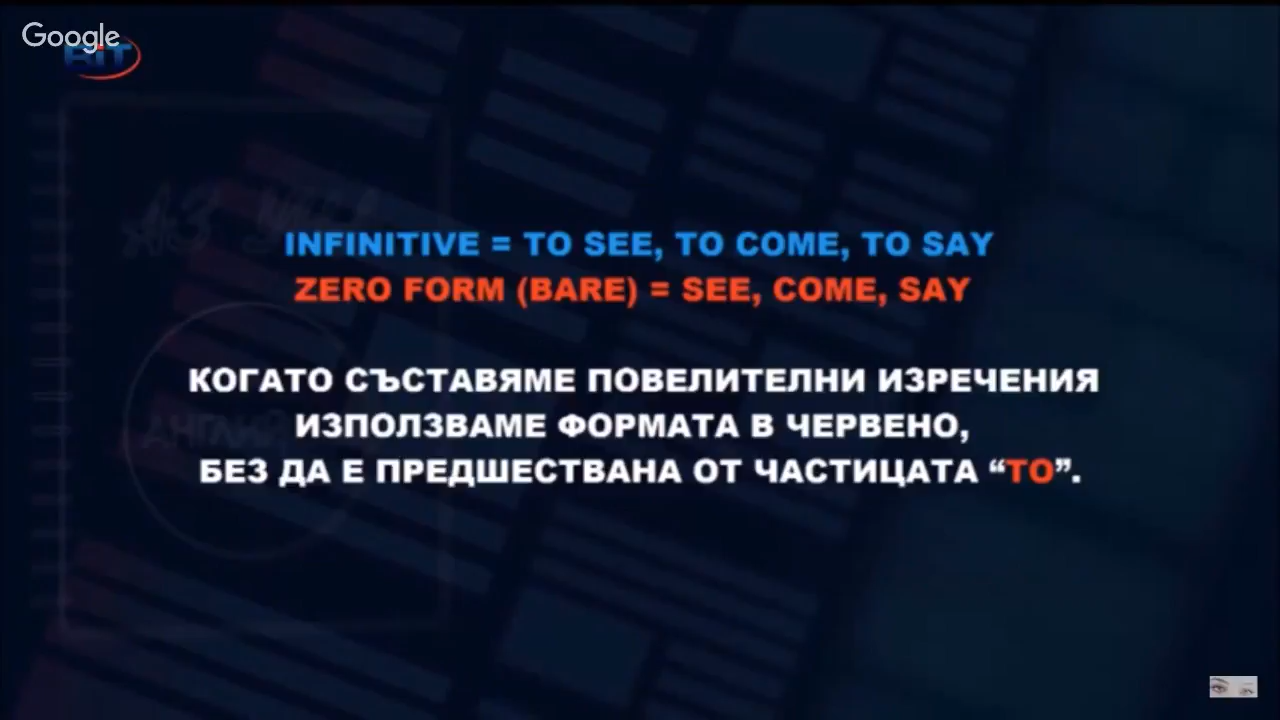 Google
BiT
INFINITIVE = TO SEE, TO COME, TO SAY
ZERO FORM (BARE) = SEE, COME, SAY
КОГАТО СЪСТАВЯМЕ ПОВЕЛИТЕЛНИ ИЗРЕЧЕНИЯ
ИЗПОЛЗВАМЕ ФОРМАТА В ЧЕРВЕНО,
БЕЗ ДА Е ПРЕДШЕСТВАНА ОТ ЧАСТИЦАТА “TO”.